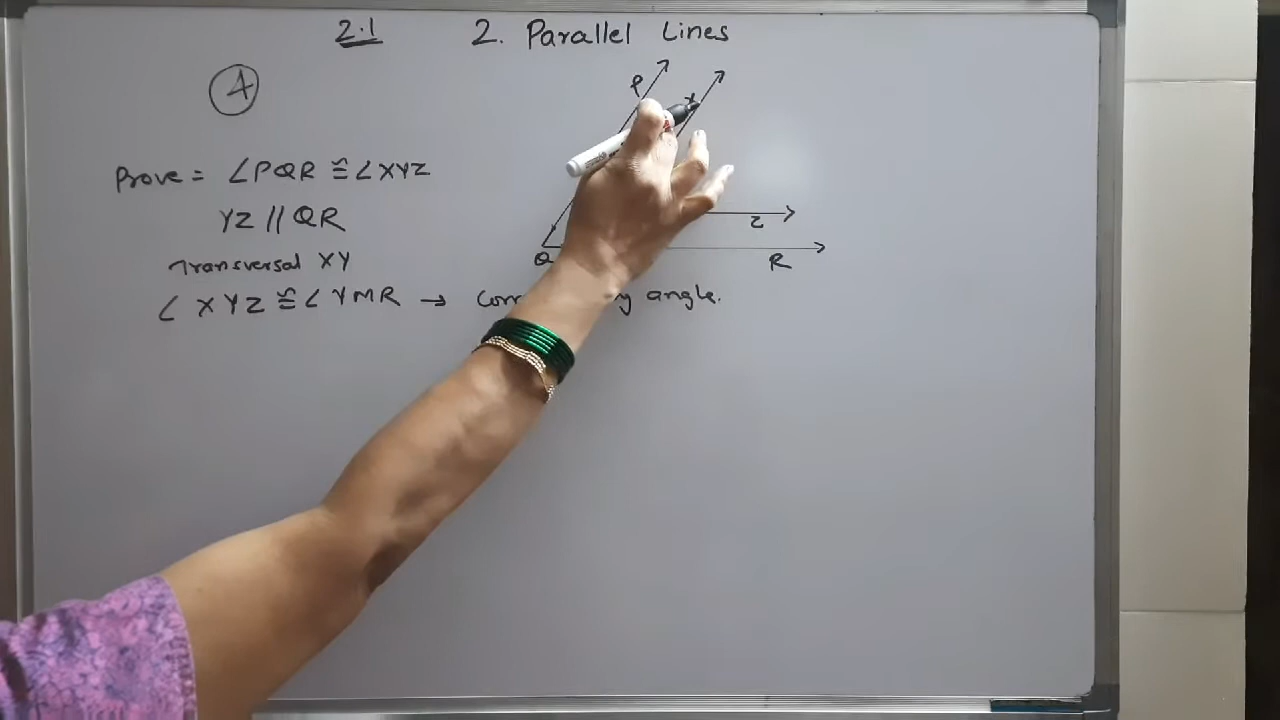 2.1 2. Parallel Lines
4
P
X
Prove = ∠PQR ≅ ∠XYZ
YZ // QR
Z
Transversal XY
Q R
∠XYZ ≅ ∠YMR → angle.